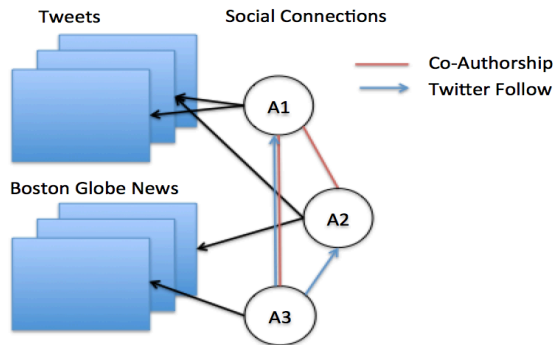 Tweets
Social Connections
Co-Authorship
Twitter Follow
A1
Boston Globe News
A2
A3